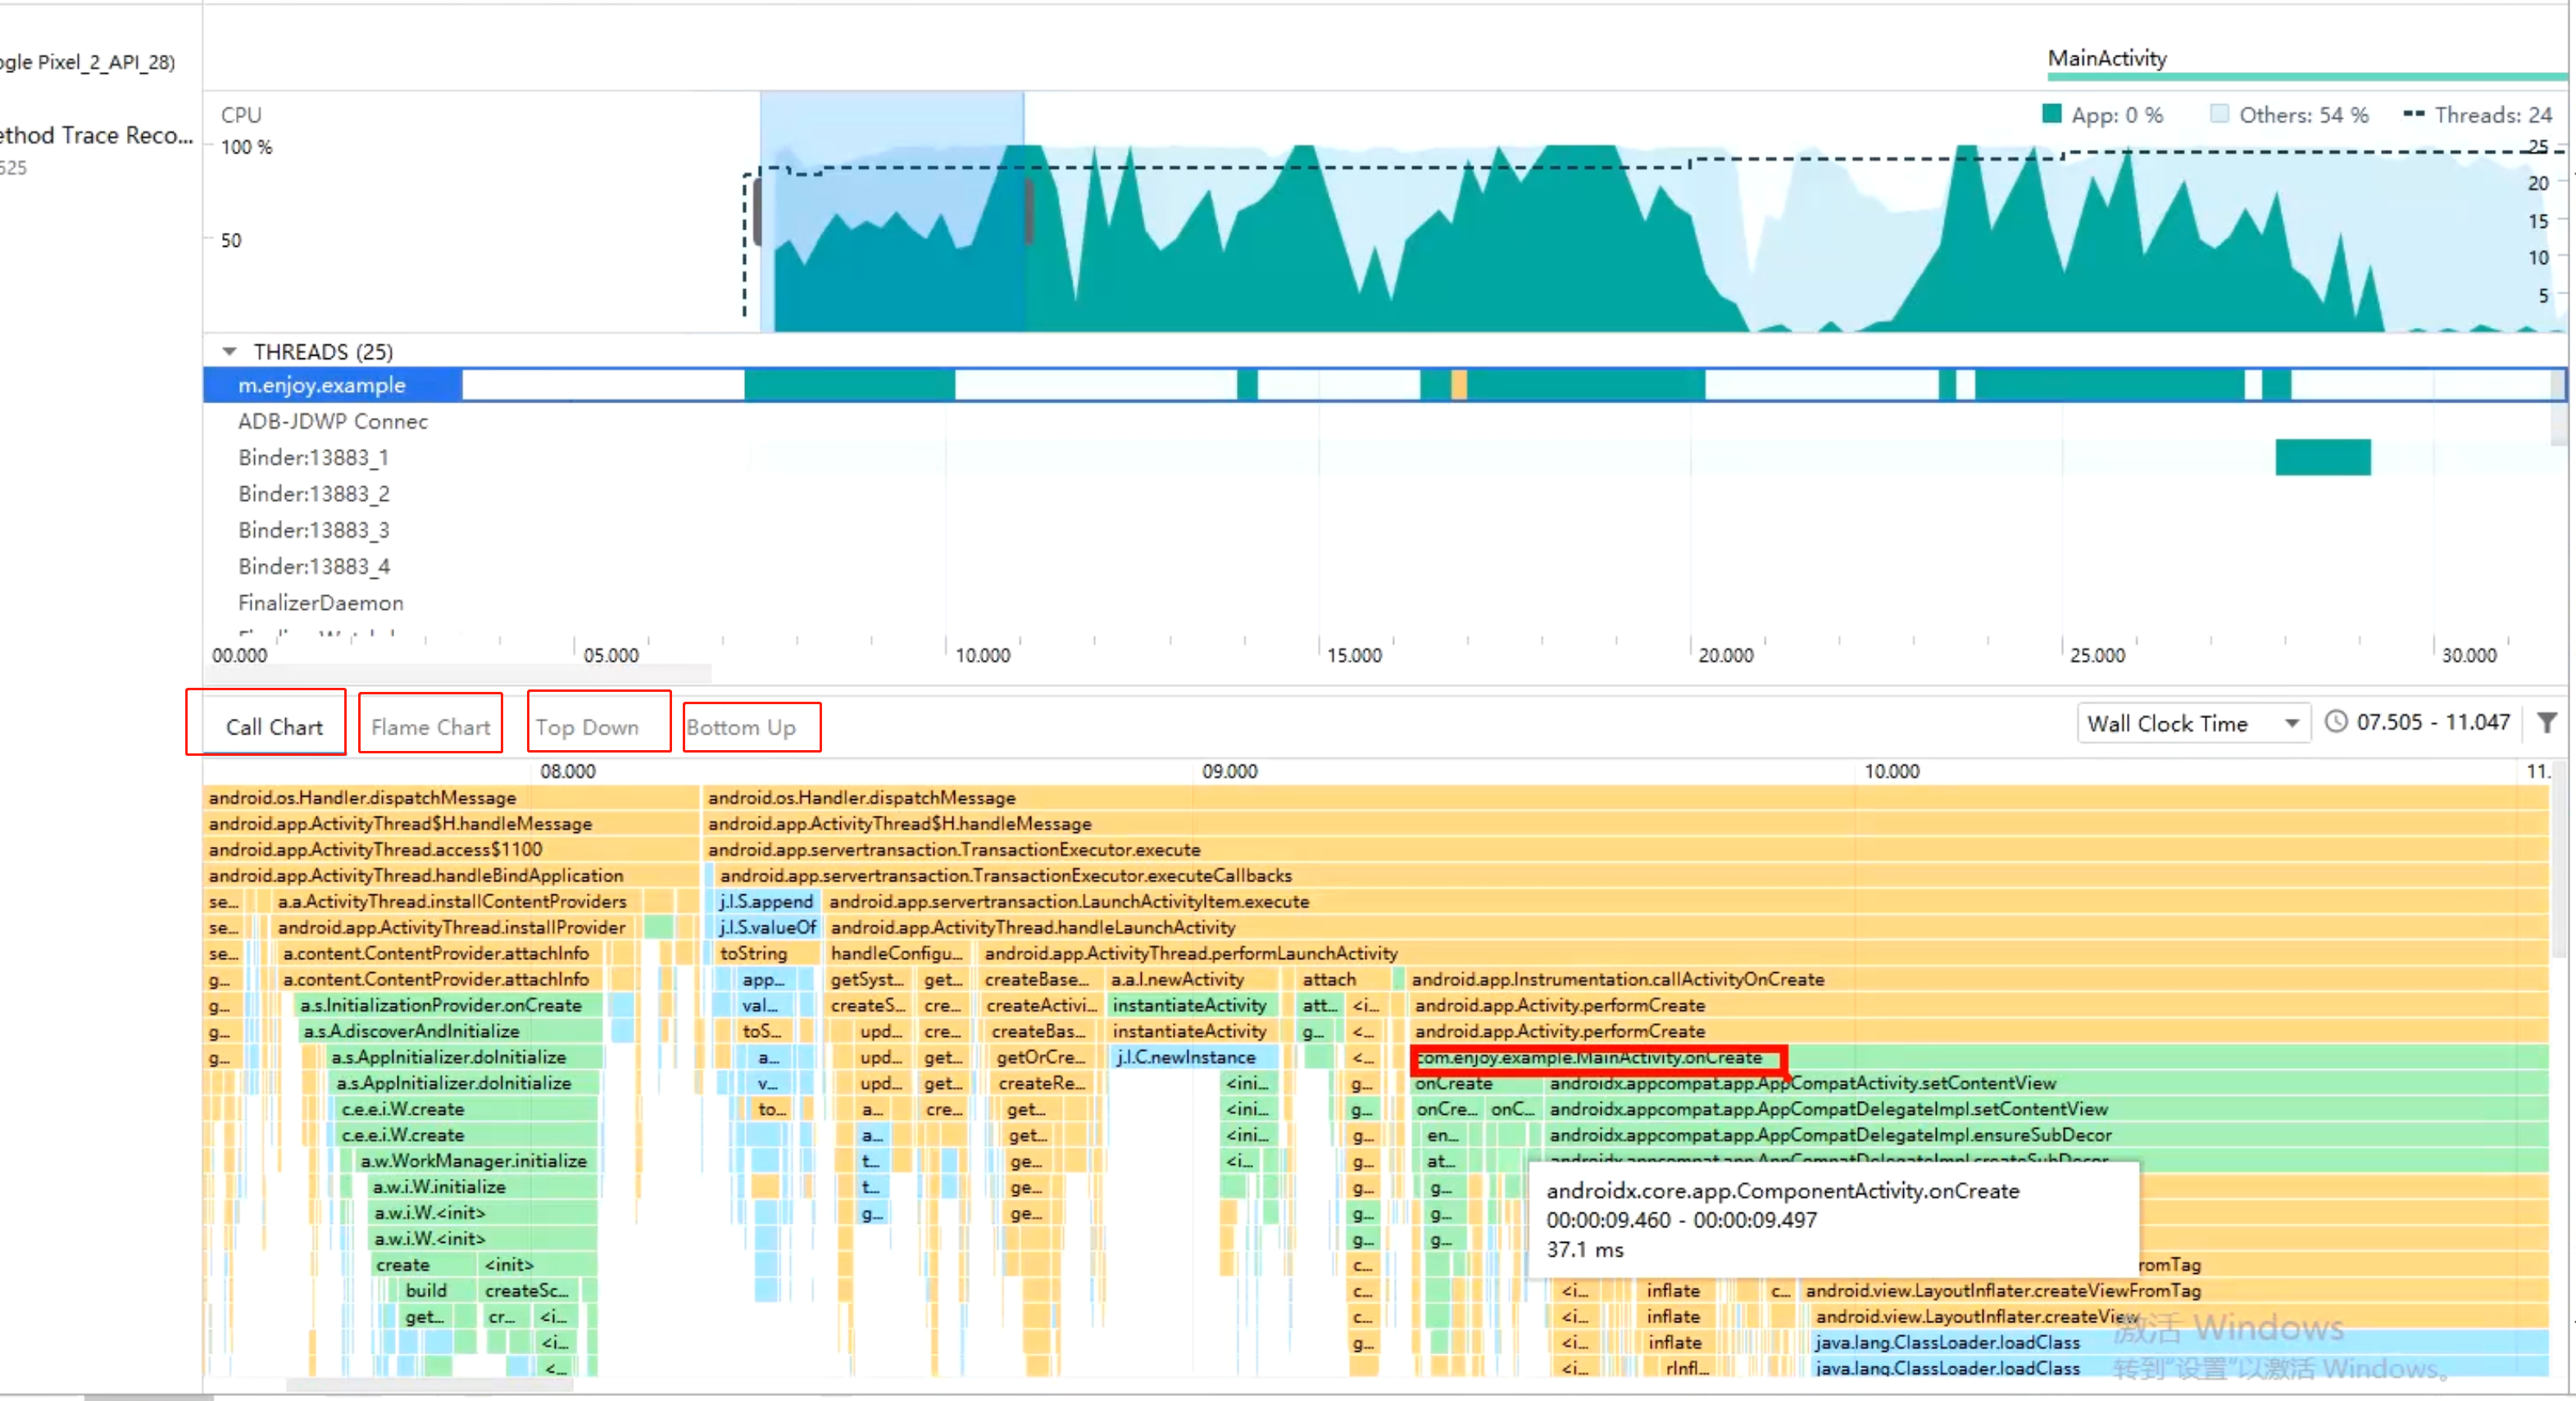 ogle Pixel_2_API_28)
MainActivity
ethod Trace Reco...
525
CPU
100 %
50
App: 0 %
Others: 54 %
Threads: 24
25
20
15
10
5
THREADS (25)
m.enjoy.example
ADB-JDWP Connec
Binder:13883_1
Binder:13883_2
Binder:13883_3
Binder:13883_4
FinalizerDaemon
00.000 05.000 10.000 15.000 20.000 25.000 30.000
Call Chart Flame Chart Top Down Bottom Up
Wall Clock Time 07.505 - 11.047
08.000 09.000 10.000 11.
android.os.Handler.dispatchMessage android.os.Handler.dispatchMessage
android.app.ActivityThread$H.handleMessage android.app.ActivityThread$H.handleMessage
android.app.ActivityThread.access$1100 android.app.servertransaction.TransactionExecutor.execute
android.app.ActivityThread.handleBindApplication android.app.servertransaction.TransactionExecutor.executeCallbacks
se... a.a.ActivityThread.installContentProviders j.l.S.append android.app.servertransaction.LaunchActivityItem.execute
se... android.app.ActivityThread.installProvider j.l.S.valueOf android.app.ActivityThread.handleLaunchActivity
se... a.content.ContentProvider.attachInfo toString handleConfigu... android.app.ActivityThread.performLaunchActivity
g... a.content.ContentProvider.attachInfo app... getSyst... get... createBase... a.a.I.newActivity attach android.app.Instrumentation.callActivityOnCreate
g... a.s.InitializationProvider.onCreate val... createS... cre... createActivi... instantiateActivity att... <i... android.app.Activity.performCreate
g... a.s.A.discoverAndInitialize toS... upd... cre... createBas... instantiateActivity g... <... android.app.Activity.performCreate
g... a.s.AppInitializer.doInitialize a... upd... get... getOrCre... j.l.C.newInstance <... com.enjoy.example.MainActivity.onCreate
a.s.AppInitializer.doInitialize v... upd... get... createRe... <ini... g... onCreate androidx.appcompat.app.AppCompatActivity.setContentView
c.e.e.i.W.create to... a... cre... get... <ini... g... onCre... onC... androidx.appcompat.app.AppCompatDelegateImpl.setContentView
c.e.e.i.W.create a... get... <ini... g... en... androidx.appcompat.app.AppCompatDelegateImpl.ensureSubDecor
a.w.WorkManager.initialize t... ge... <i... g... at... androidx.appcompat.app.AppCompatDelegateImpl.createSubDecor
a.w.i.W.initialize t... ge... g... g...
a.w.i.W.<init> g... ge... g... g...
a.w.i.W.<init> g... g...
androidx.core.app.ComponentActivity.onCreate
00:00:09.460 - 00:00:09.497
37.1 ms
create <init> c... romTag
build createSc... c... <i... inflate c... android.view.LayoutInflater.createViewFromTag
get... cr... <i... c... <i... inflate android.view.LayoutInflater.createView
<i... g... <i... inflate java.lang.ClassLoader.loadClass
<... <i... rInfl... java.lang.ClassLoader.loadClass
激活 Windows
转到"设置"以激活 Windows。